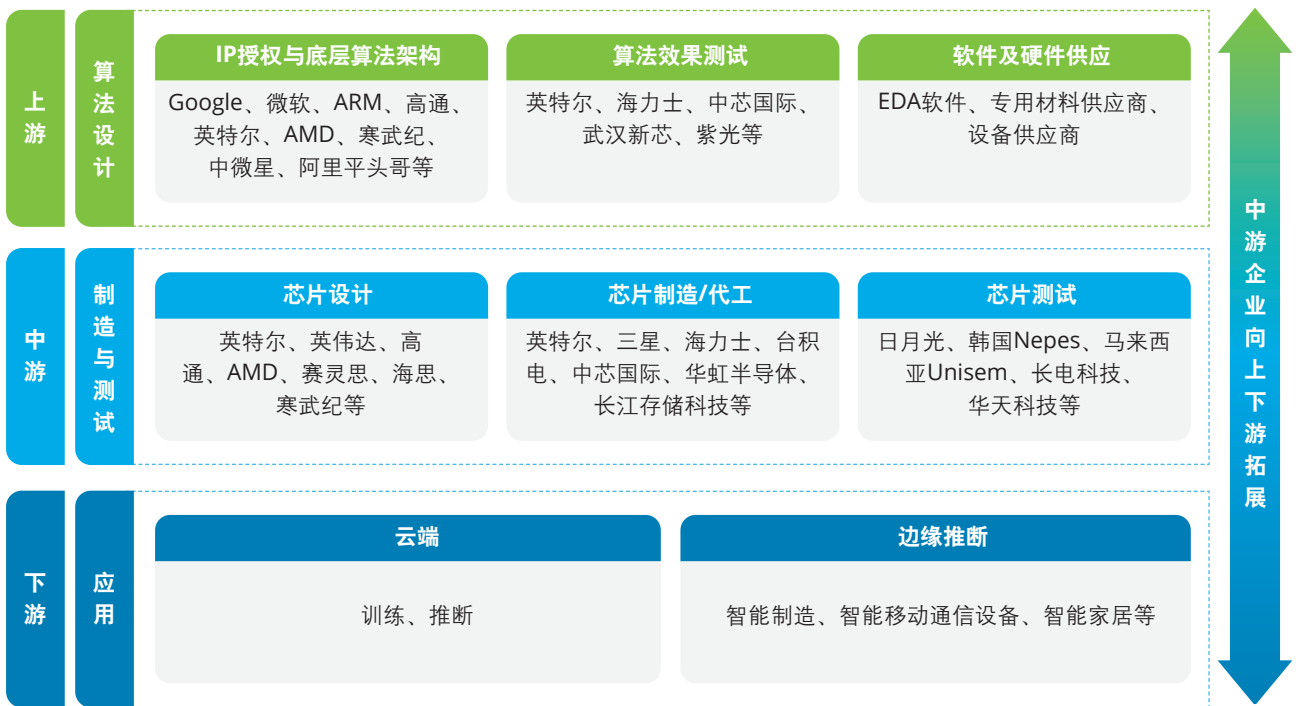 上游
算法设计
IP授权与底层算法架构
Google、微软、ARM、高通、
英特尔、AMD、寒武纪、
中微星、阿里平头哥等
算法效果测试
英特尔、海力士、中芯国际、
武汉新芯、紫光等
软件及硬件供应
EDA软件、专用材料供应商、
设备供应商
中游
制造与测试
芯片设计
英特尔、英伟达、高
通、AMD、赛灵思、海思、
寒武纪等
芯片制造/代工
英特尔、三星、海力士、台积
电、中芯国际、华虹半导体、
长江存储科技等
芯片测试
日月光、韩国Nepes、马来西
亚Unisem、长电科技、
华天科技等
下游
应用
云端
训练、推断
边缘推断
智能制造、智能移动通信设备、智能家居等
中游企业向上下游拓展